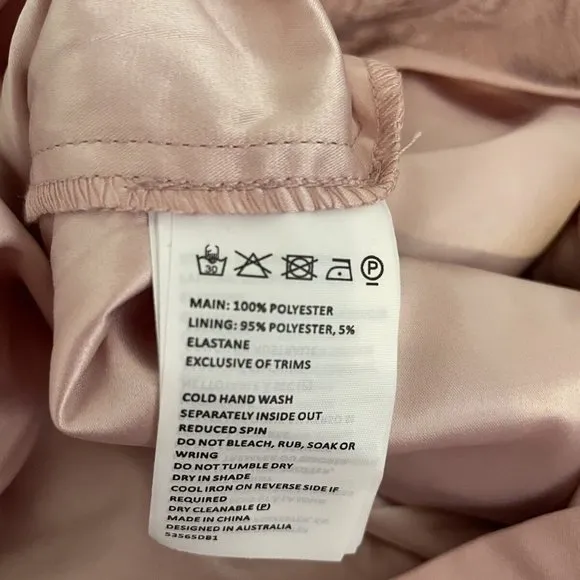 30 P
MAIN: 100% POLYESTER
LINING: 95% POLYESTER, 5%
ELASTANE
EXCLUSIVE OF TRIMS
COLD HAND WASH
SEPARATELY INSIDE OUT
REDUCED SPIN
DO NOT BLEACH, RUB, SOAK OR
WRING
DO NOT TUMBLE DRY
DRY IN SHADE
COOL IRON ON REVERSE SIDE IF
REQUIRED
DRY CLEANABLE (P)
MADE IN CHINA
DESIGNED IN AUSTRALIA
53565DB1